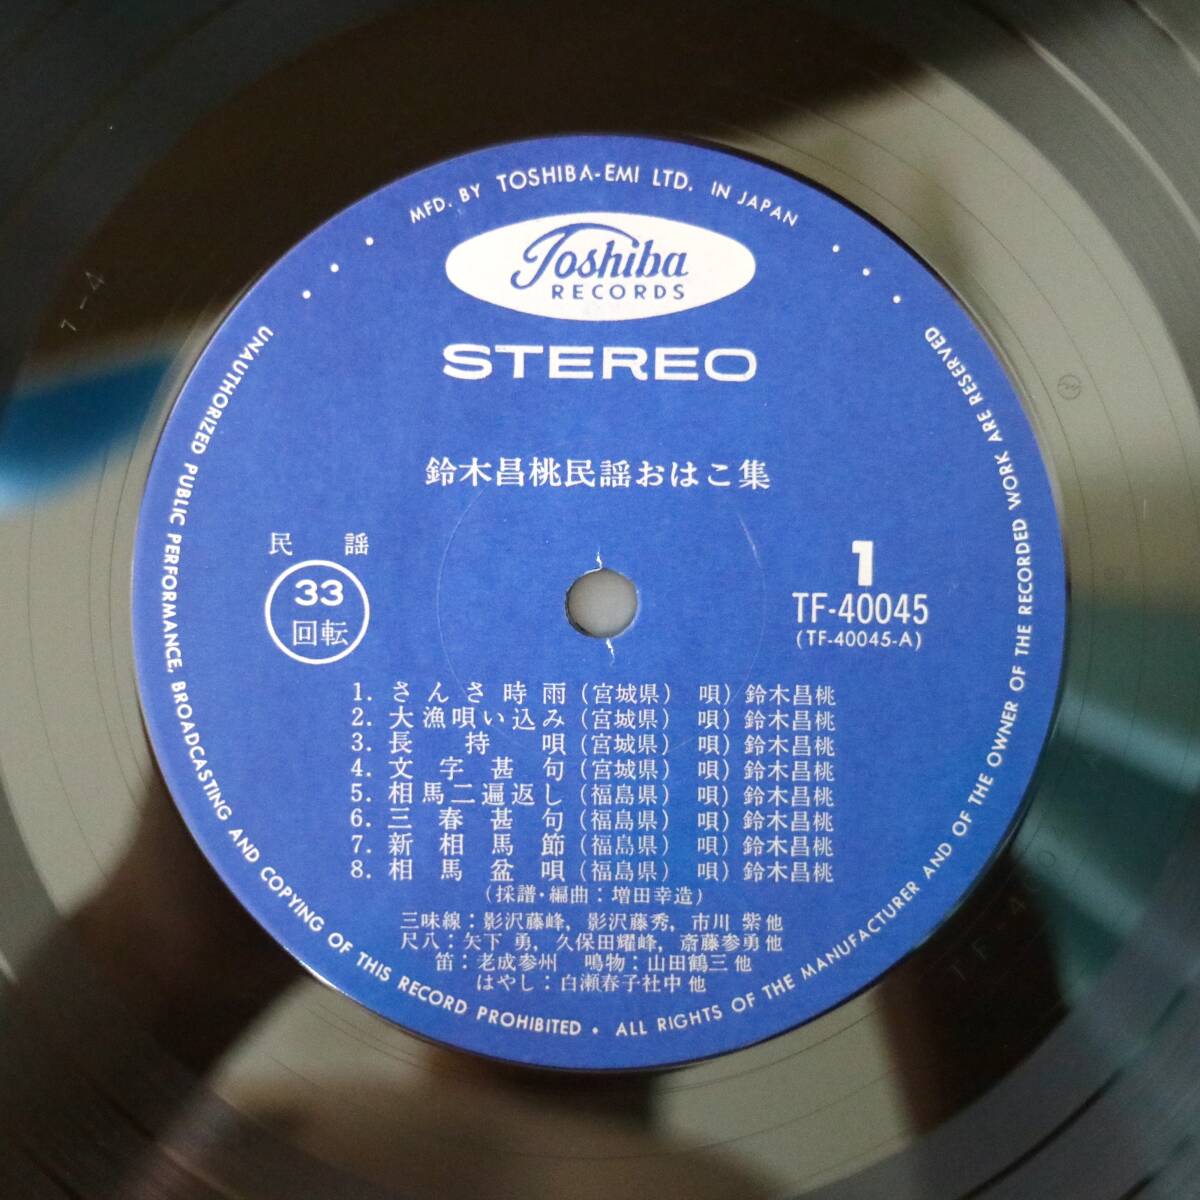 MFD. BY TOSHIBA-EMI LTD. IN JAPAN
Toshiba
RECORDS
STEREO
鈴木昌桃民謡おはこ集
民謡
33
回転
1
TF-40045
(TF-40045-A)
1. さんさ時雨(宮城県) 唄)鈴木昌桃
2. 大漁唄い込み(宮城県) 唄)鈴木昌桃
3. 長持唄(宮城県) 唄)鈴木昌桃
4. 文字甚句(宮城県) 唄)鈴木昌桃
5. 相馬二遍返し(福島県) 唄)鈴木昌桃
6. 三春甚句(福島県) 唄)鈴木昌桃
7. 新相馬節(福島県) 唄)鈴木昌桃
8. 相馬盆唄(福島県) 唄)鈴木昌桃
(採譜・編曲:増田幸造)
三味線:影沢藤峰, 影沢藤秀, 市川 紫他
尺八:矢下 勇, 久保田耀峰, 斎藤参勇他
笛:老成参州 鳴物:山田鶴三他
はやし:白瀬春子社中他
UNAUTHORIZED PUBLIC PERFORMANCE, BROADCASTING AND COPYING OF THIS RECORD PROHIBITED • ALL RIGHTS OF THE MANUFACTURER AND OF THE OWNER OF THE RECORDED WORK ARE RESERVED